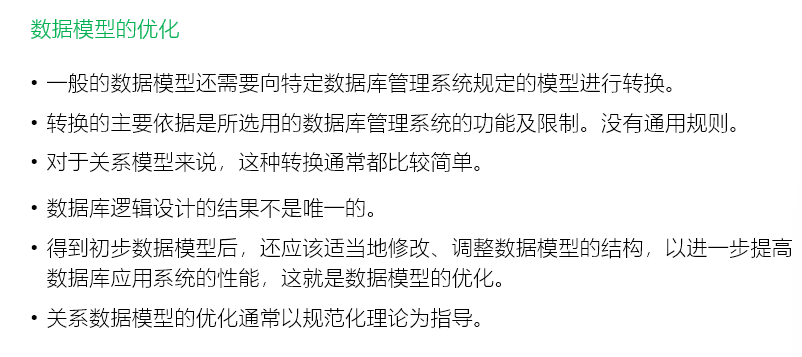 数据模型的优化
• 一般的数据模型还需要向特定数据库管理系统规定的模型进行转换。
• 转换的主要依据是所选用的数据库管理系统的功能及限制。没有通用规则。
• 对于关系模型来说，这种转换通常都比较简单。
• 数据库逻辑设计的结果不是唯一的。
• 得到初步数据模型后，还应该适当地修改、调整数据模型的结构，以进一步提高
数据库应用系统的性能，这就是数据模型的优化。
• 关系数据模型的优化通常以规范化理论为指导。